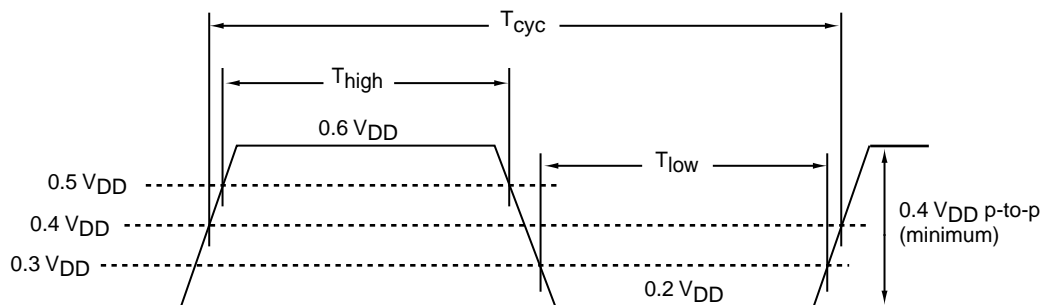 Tcyc
Thigh
0.6 VDD
Tlow
0.5 VDD
0.4 VDD
0.3 VDD
0.2 VDD
0.4 VDD p-to-p
(minimum)